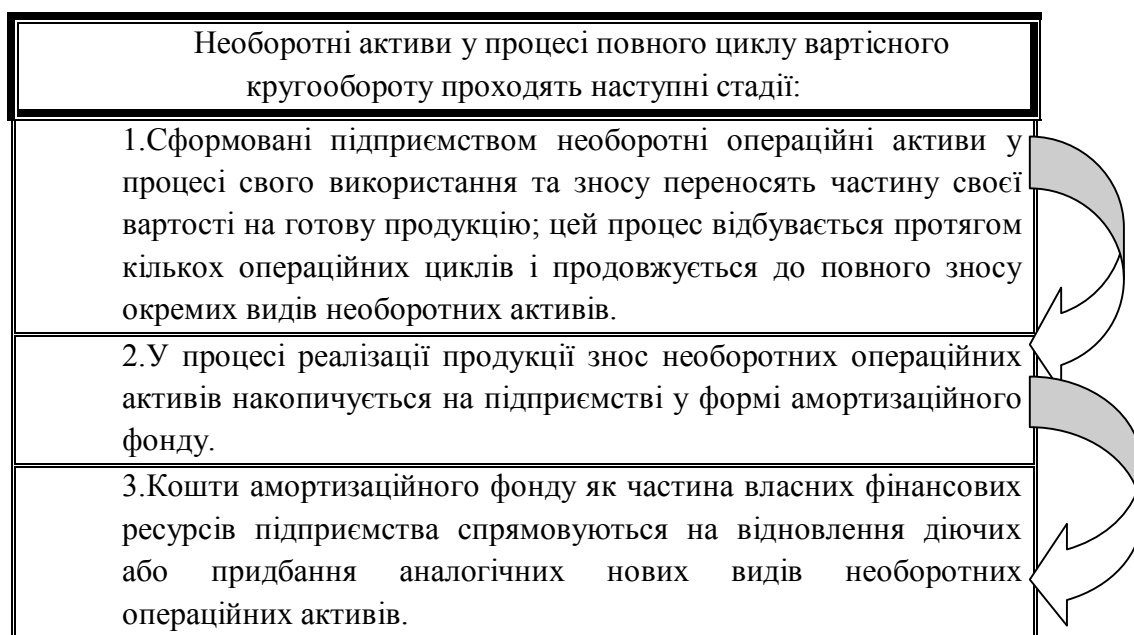 Необоротні активи у процесі повного циклу вартісного
кругообороту проходять наступні стадії:
1.Сформовані підприємством необоротні операційні активи у
процесі свого використання та зносу переносять частину своєї
вартості на готову продукцію; цей процес відбувається протягом
кількох операційних циклів і продовжується до повного зносу
окремих видів необоротних активів.
2.У процесі реалізації продукції знос необоротних операційних
активів накопичується на підприємстві у формі амортизаційного
фонду.
3.Кошти амортизаційного фонду як частина власних фінансових
ресурсів підприємства спрямовуються на відновлення діючих
або придбання аналогічних нових видів необоротних
операційних активів.